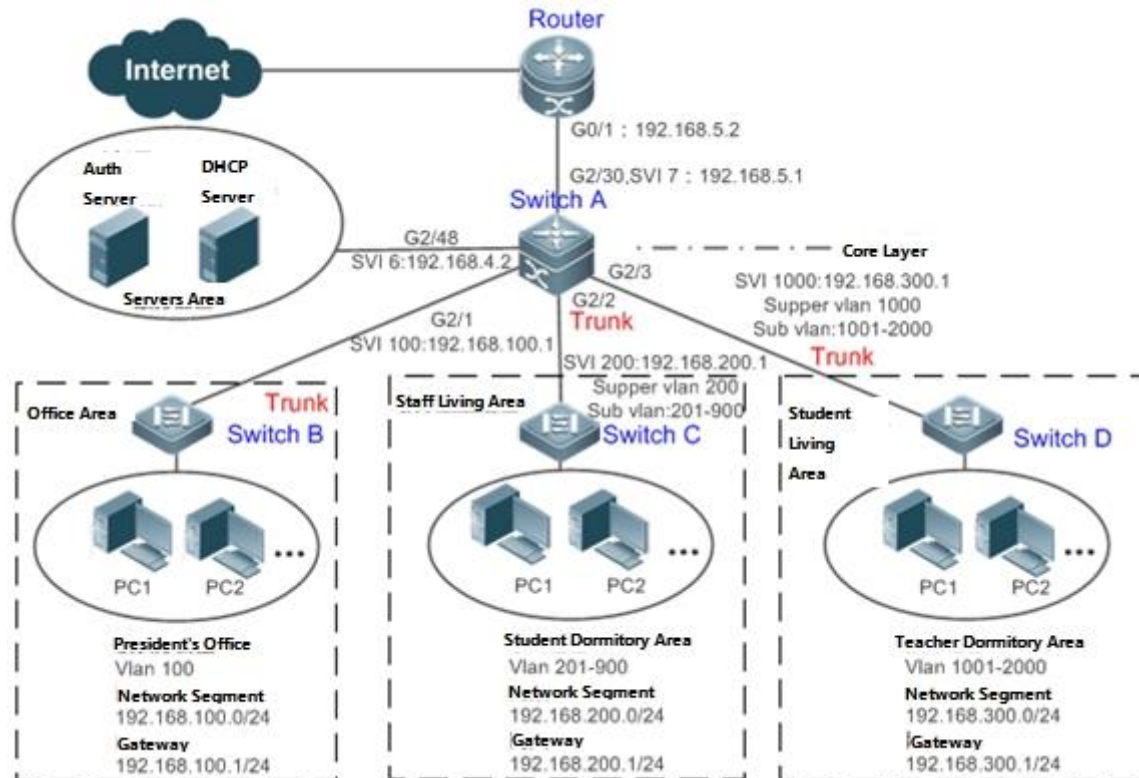 Router
Internet
G0/1 : 192.168.5.2
G2/30,SVI 7 : 192.168.5.1
Switch A
Auth
Server
DHCP
Server
Servers Area
G2/48
SVI 6:192.168.4.2
Core Layer
G2/3
SVI 1000:192.168.300.1
Supper vlan 1000
Sub vlan:1001-2000
G2/2
Trunk
G2/1
SVI 100:192.168.100.1
Trunk
SVI 200:192.168.200.1
Supper vlan 200
Sub vlan:201-900
Office Area
Trunk
Switch B
PC1
PC2
...
President's Office
Vlan 100
Network Segment
192.168.100.0/24
Gateway
192.168.100.1/24
Staff Living Area
Switch C
PC1
PC2
...
Student Dormitory Area
Vlan 201-900
Network Segment
192.168.200.0/24
Gateway
192.168.200.1/24
Student
Living
Area
Switch D
PC1
PC2
...
Teacher Dormitory Area
Vlan 1001-2000
Network Segment
192.168.300.0/24
Gateway
192.168.300.1/24